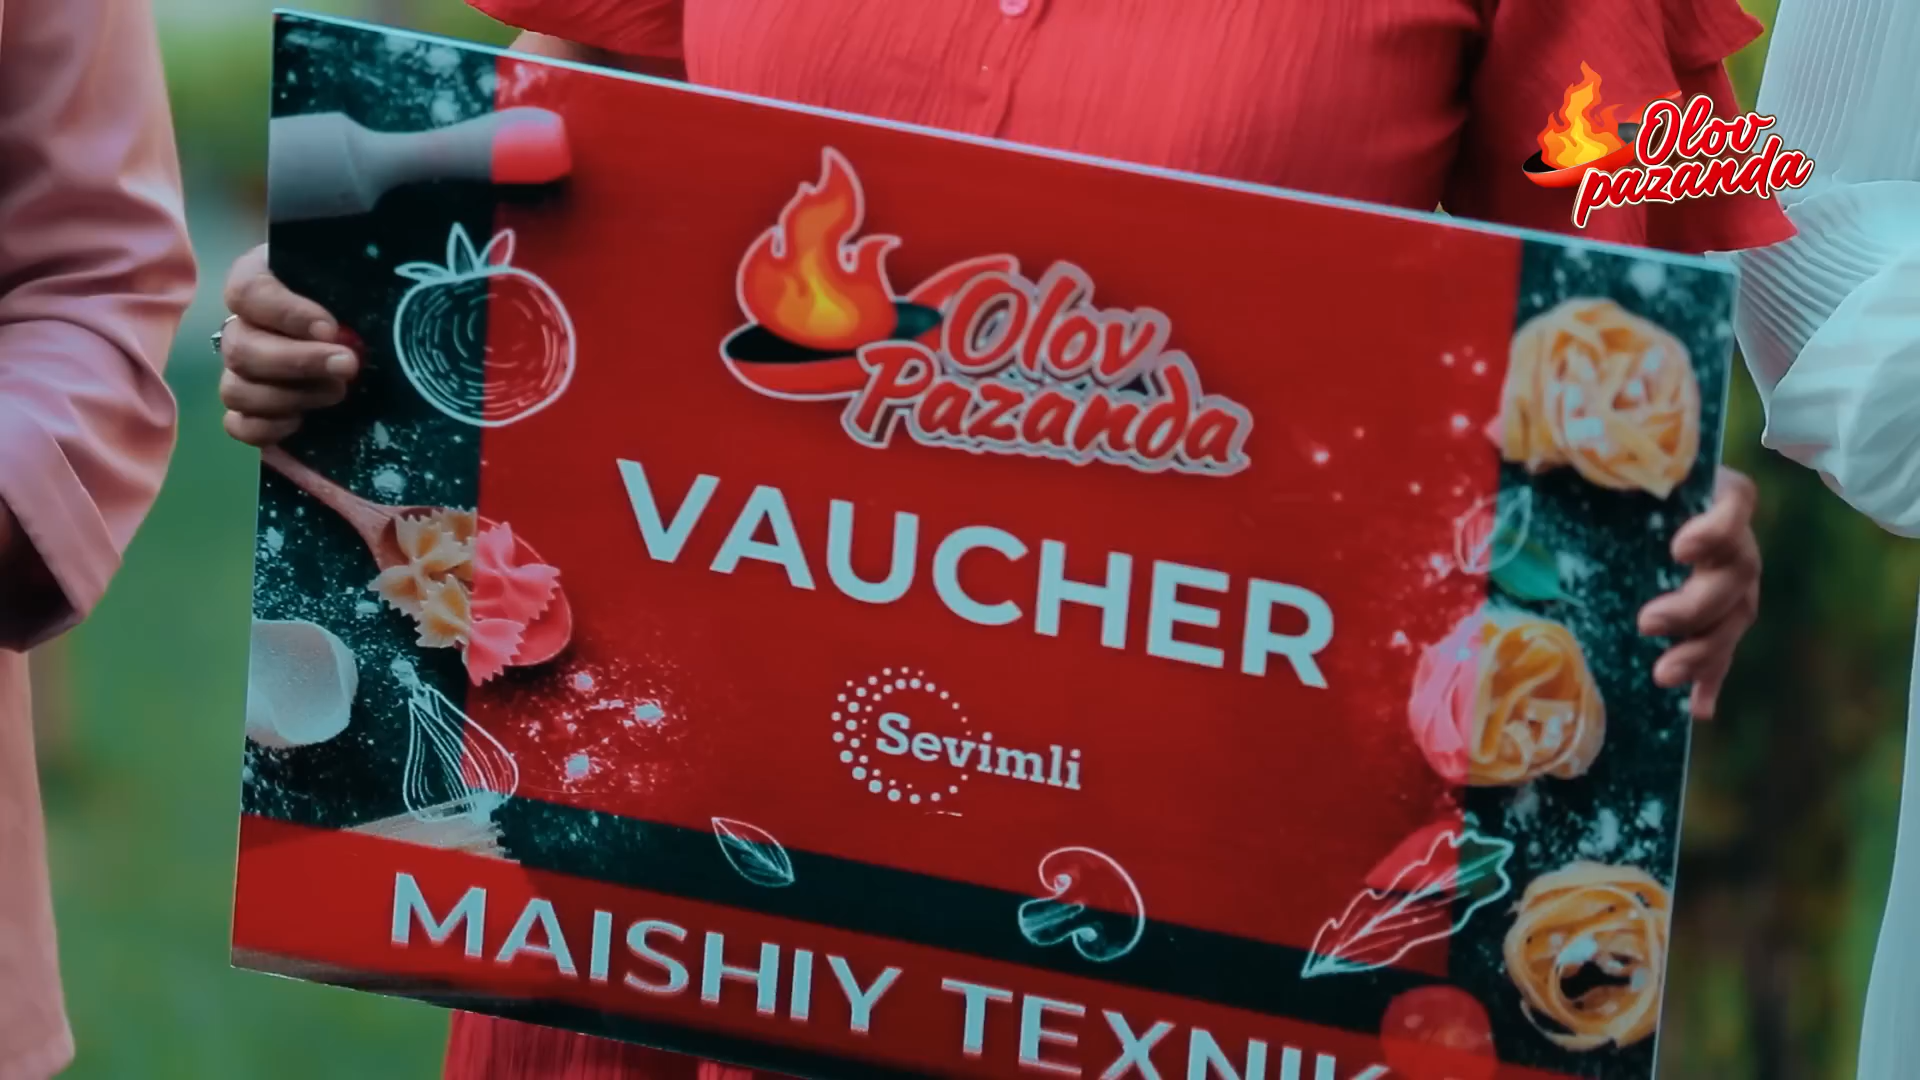 Olov
pazanda
Olov
Pazanda
VAUCHER
Sevimli
MAISHIY TEXNIK